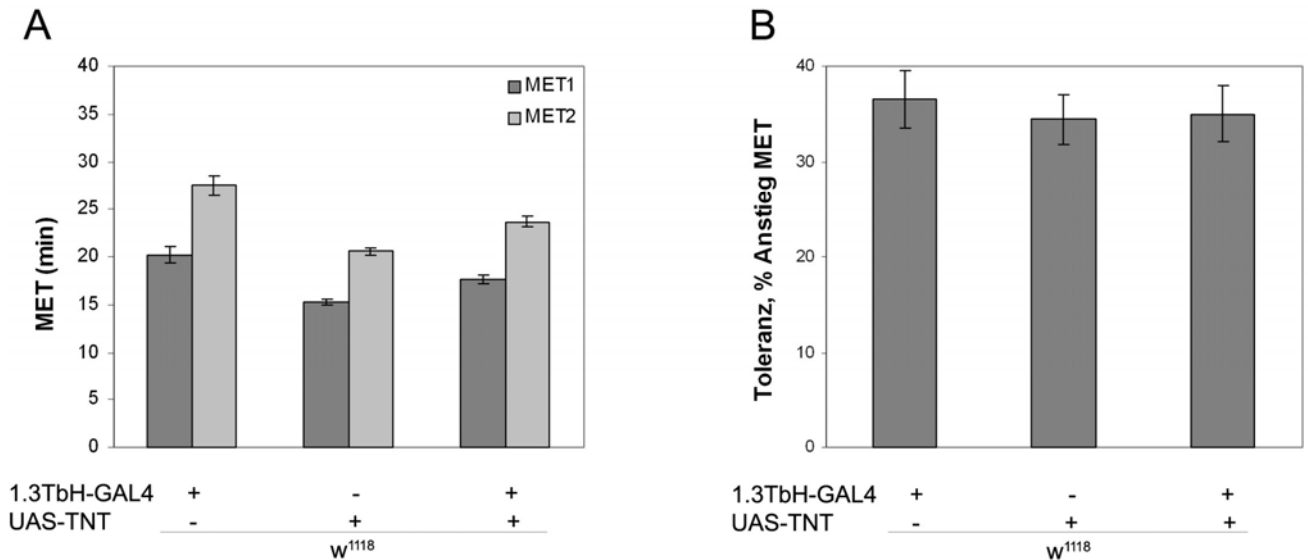 A
MET (min)
40
35
30
25
20
15
10
5
0
MET1
MET2
1.3TbH-GAL4 + - +
UAS-TNT - + +
w1118
B
Toleranz, % Anstieg MET
40
30
20
10
0
1.3TbH-GAL4 + - +
UAS-TNT - + +
w1118